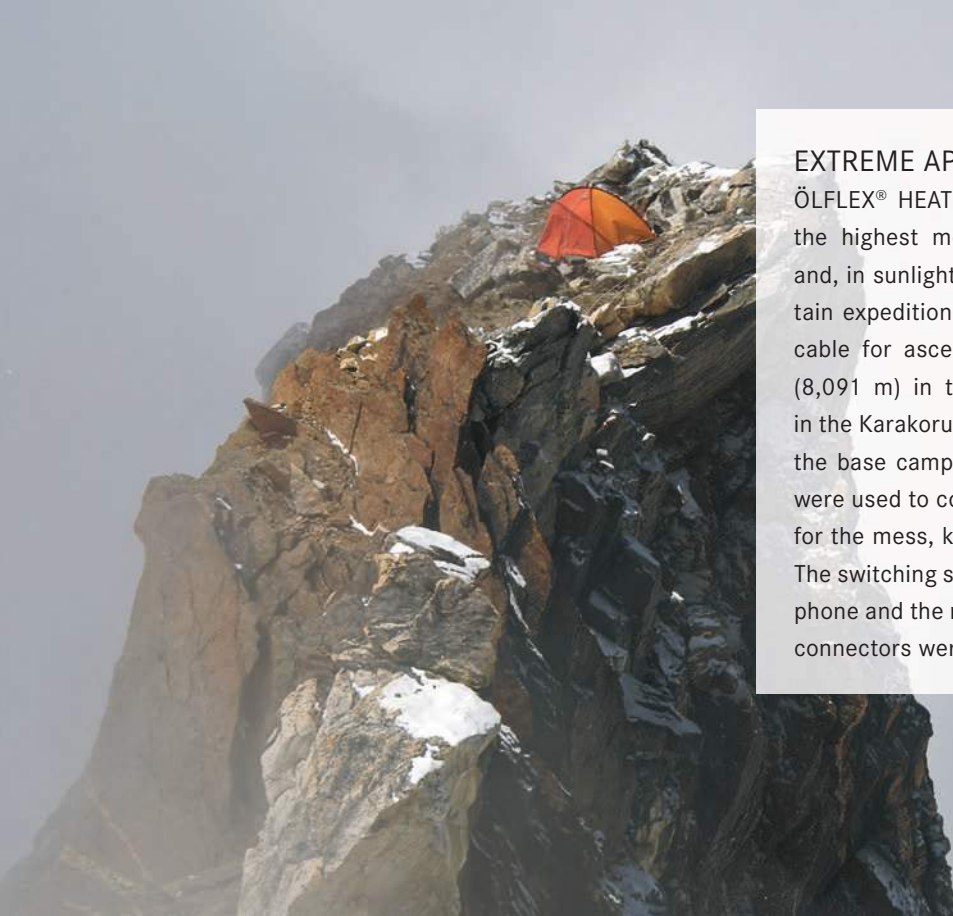 EXTREME AP
ÖLFLEX® HEAT
the highest m
and, in sunlight
tain expedition
cable for asce
(8,091 m) in t
in the Karakoru
the base camp
were used to co
for the mess, k
The switching s
phone and the r
connectors wer